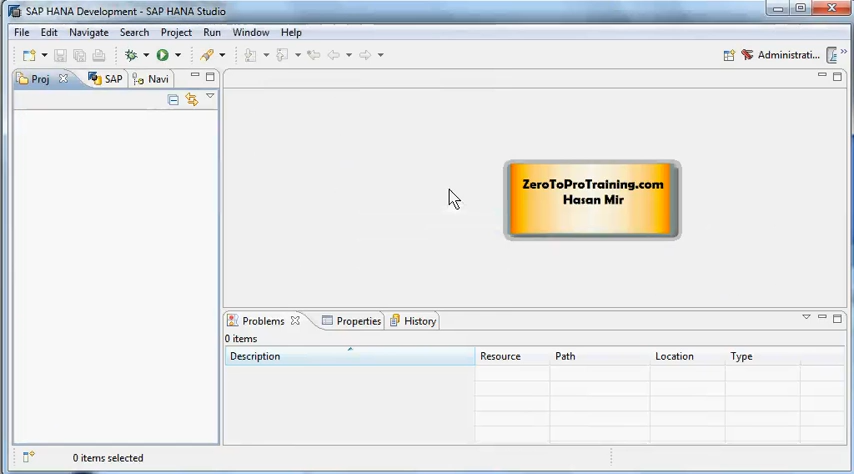 SAP HANA Development - SAP HANA Studio
File Edit Navigate Search Project Run Window Help
Administrati...
Proj SAP Navi
ZeroToProTraining.com
Hasan Mir
Problems Properties History
0 items
Description Resource Path Location Type
0 items selected